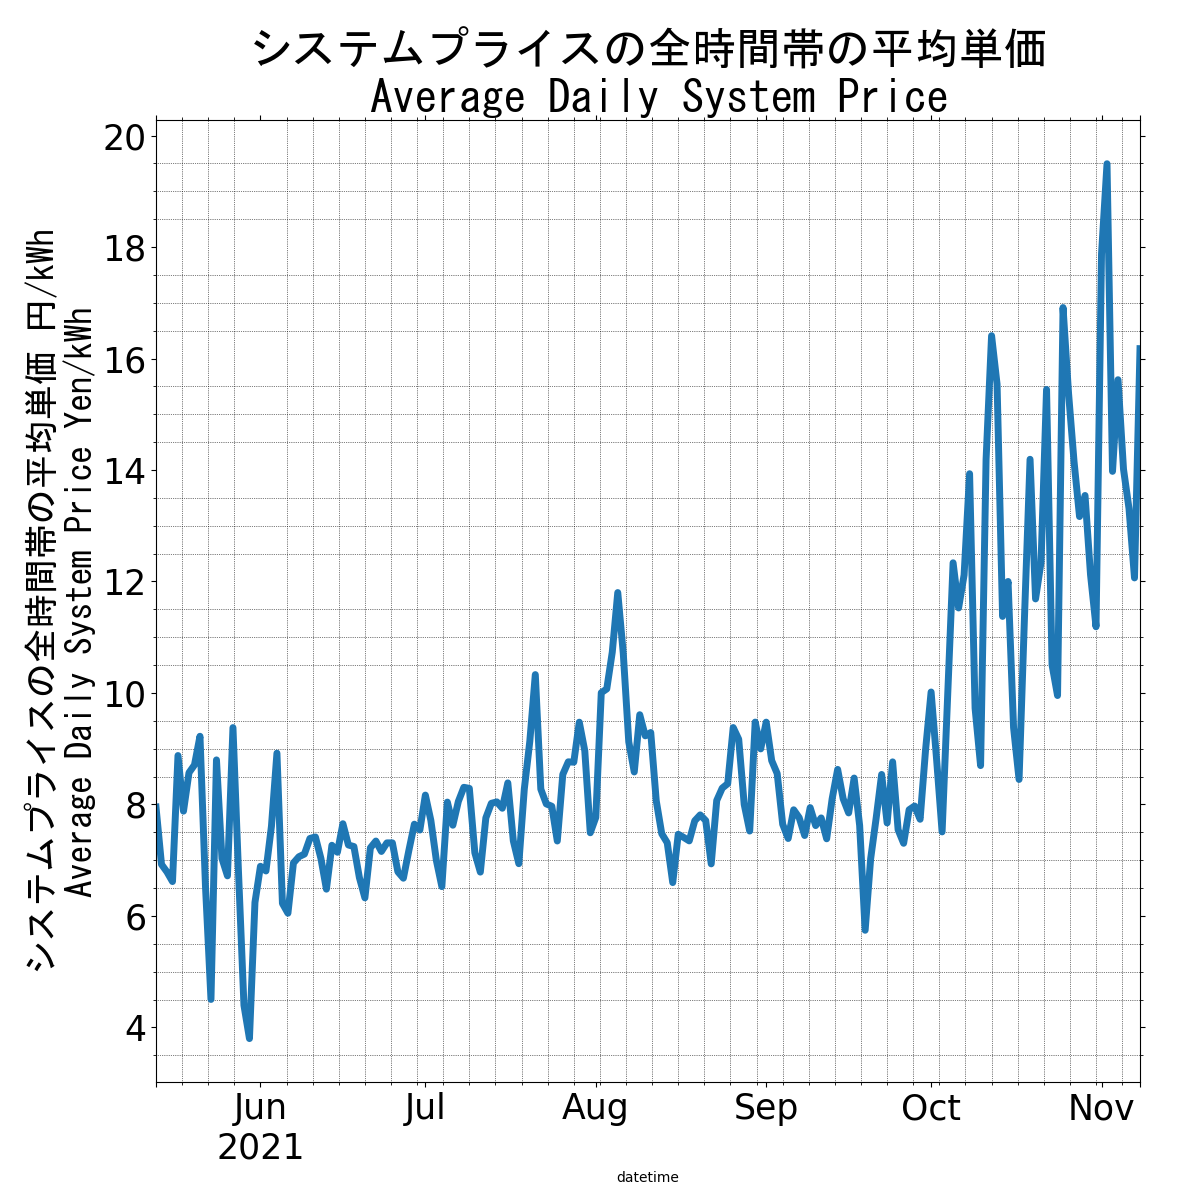 システムプライスの全時間帯の平均単価
Average Daily System Price
システムプライスの全時間帯の平均単価 円/kWh
Average Daily System Price Yen/kWh
20
18
16
14
12
10
8
6
4
Jun
Jul
Aug
Sep
Oct
Nov
2021
datetime